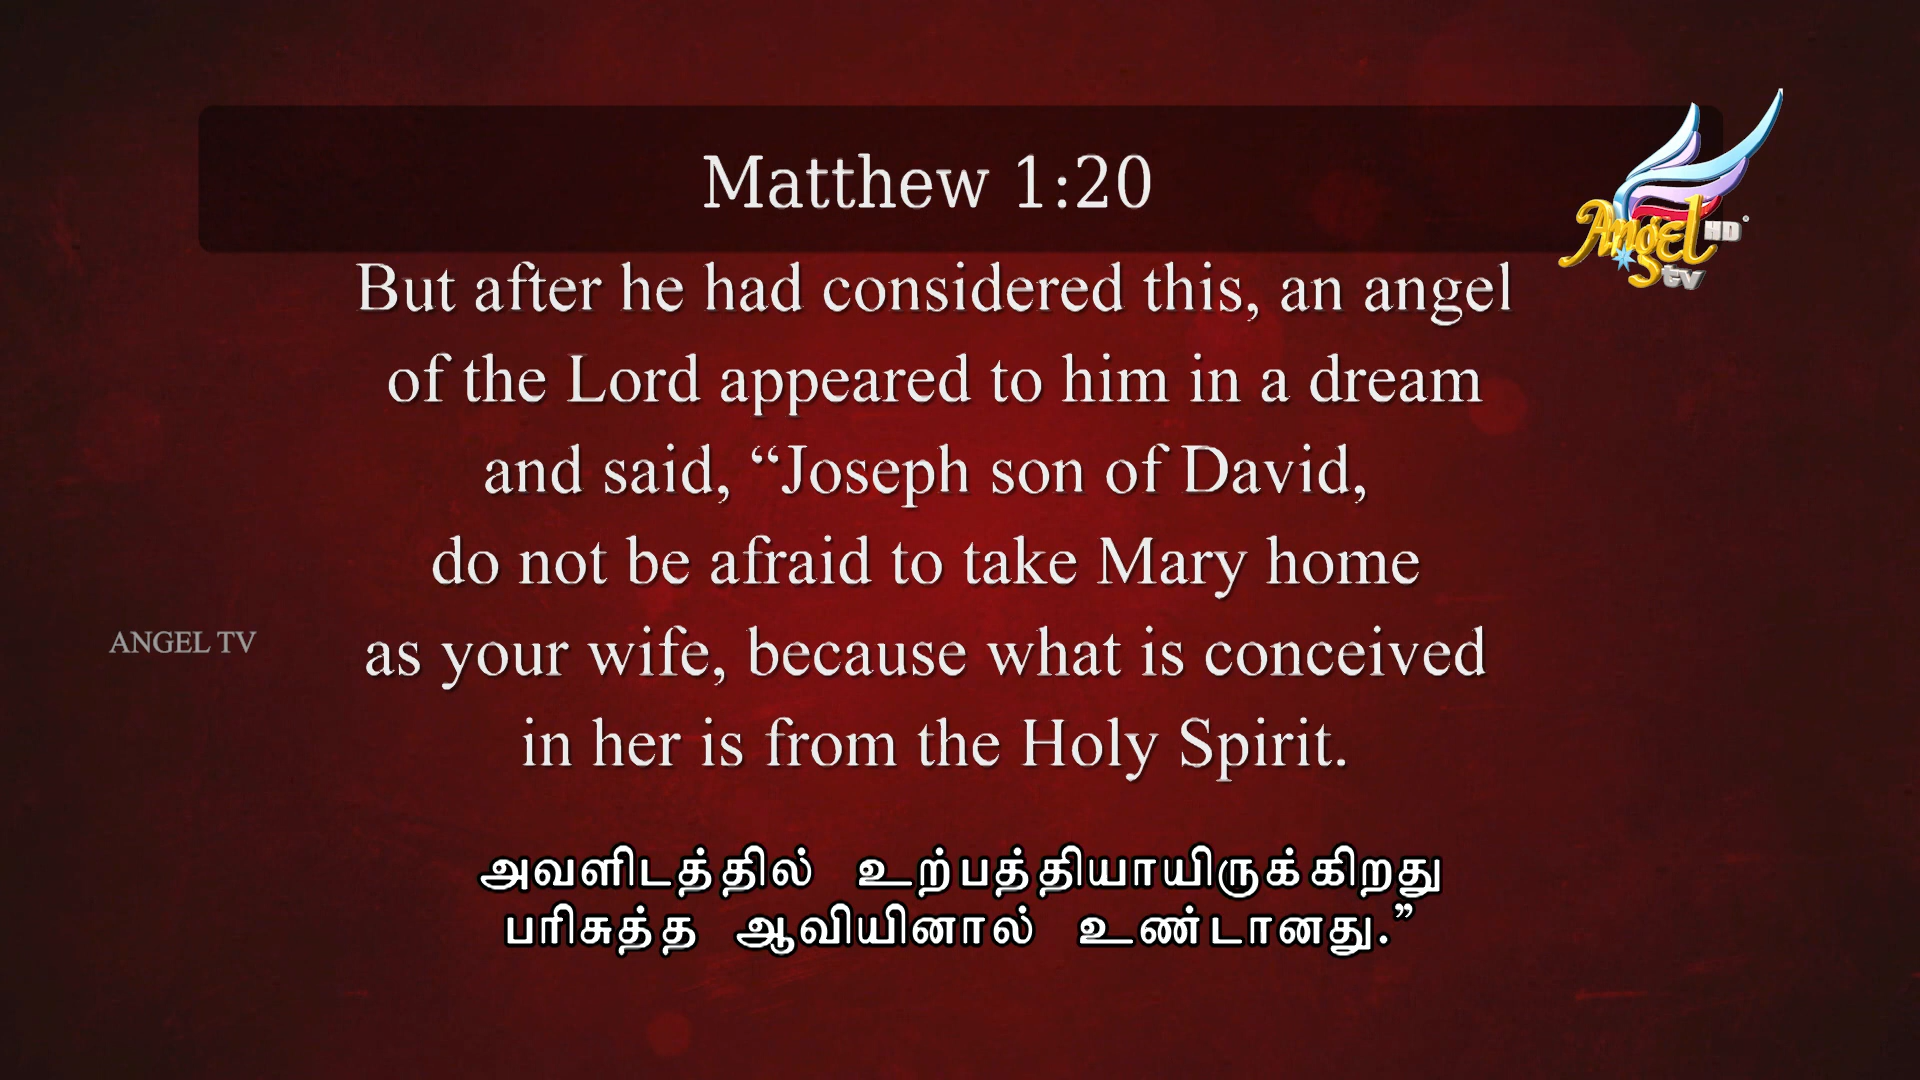 Matthew 1:20
Angel HD
tv
But after he had considered this, an angel
of the Lord appeared to him in a dream
and said, “Joseph son of David,
do not be afraid to take Mary home
as your wife, because what is conceived
in her is from the Holy Spirit.
ANGEL TV
அவளிடத்தில் உற்பத்தியாயிருக்கிறது
பரிசுத்த ஆவியினால் உண்டானது.”